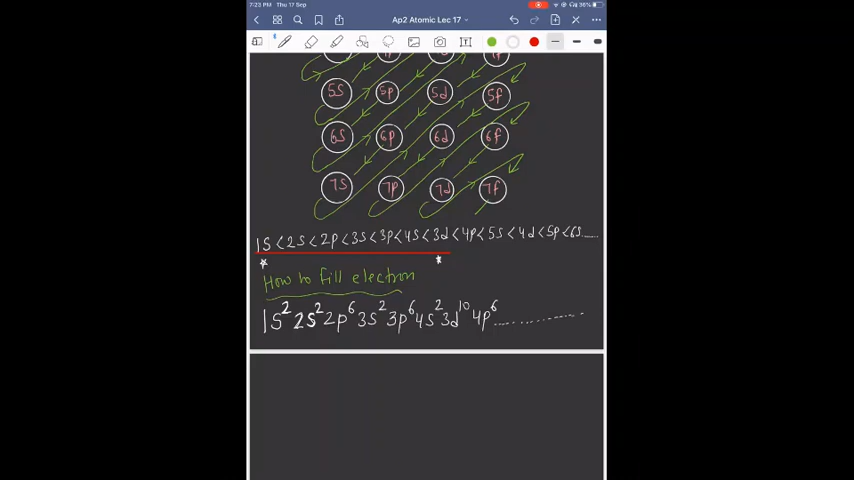 7:23 PM Thu 17 Sep 36%
Ap2 Atomic Lec 17
5S 5p 5d 5f
6S 6p 6d 6f
7S 7p 7d 7f
1S < 2S < 2p < 3S < 3p < 4S < 3d < 4p < 5S < 4d < 5p < 6S......
How to fill electron
1S² 2S² 2p⁶ 3S² 3p⁶ 4S² 3d¹⁰ 4p⁶ ..............